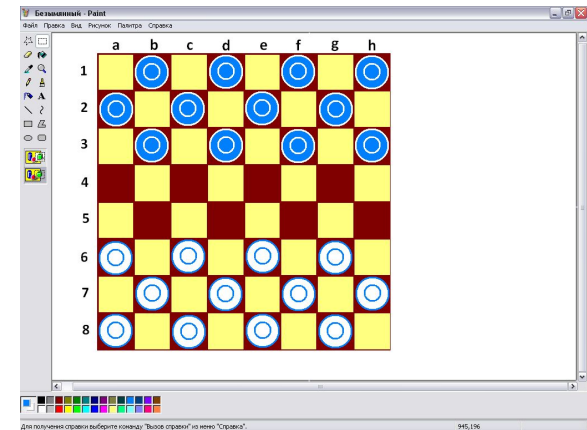 Безымянный - Paint
Файл Правка Вид Рисунок Палитра Справка
a b c d e f g h
1
2
3
4
5
6
7
8
A
Для получения справки выберите команду "Вызов справки" из меню "Справка".
945,196